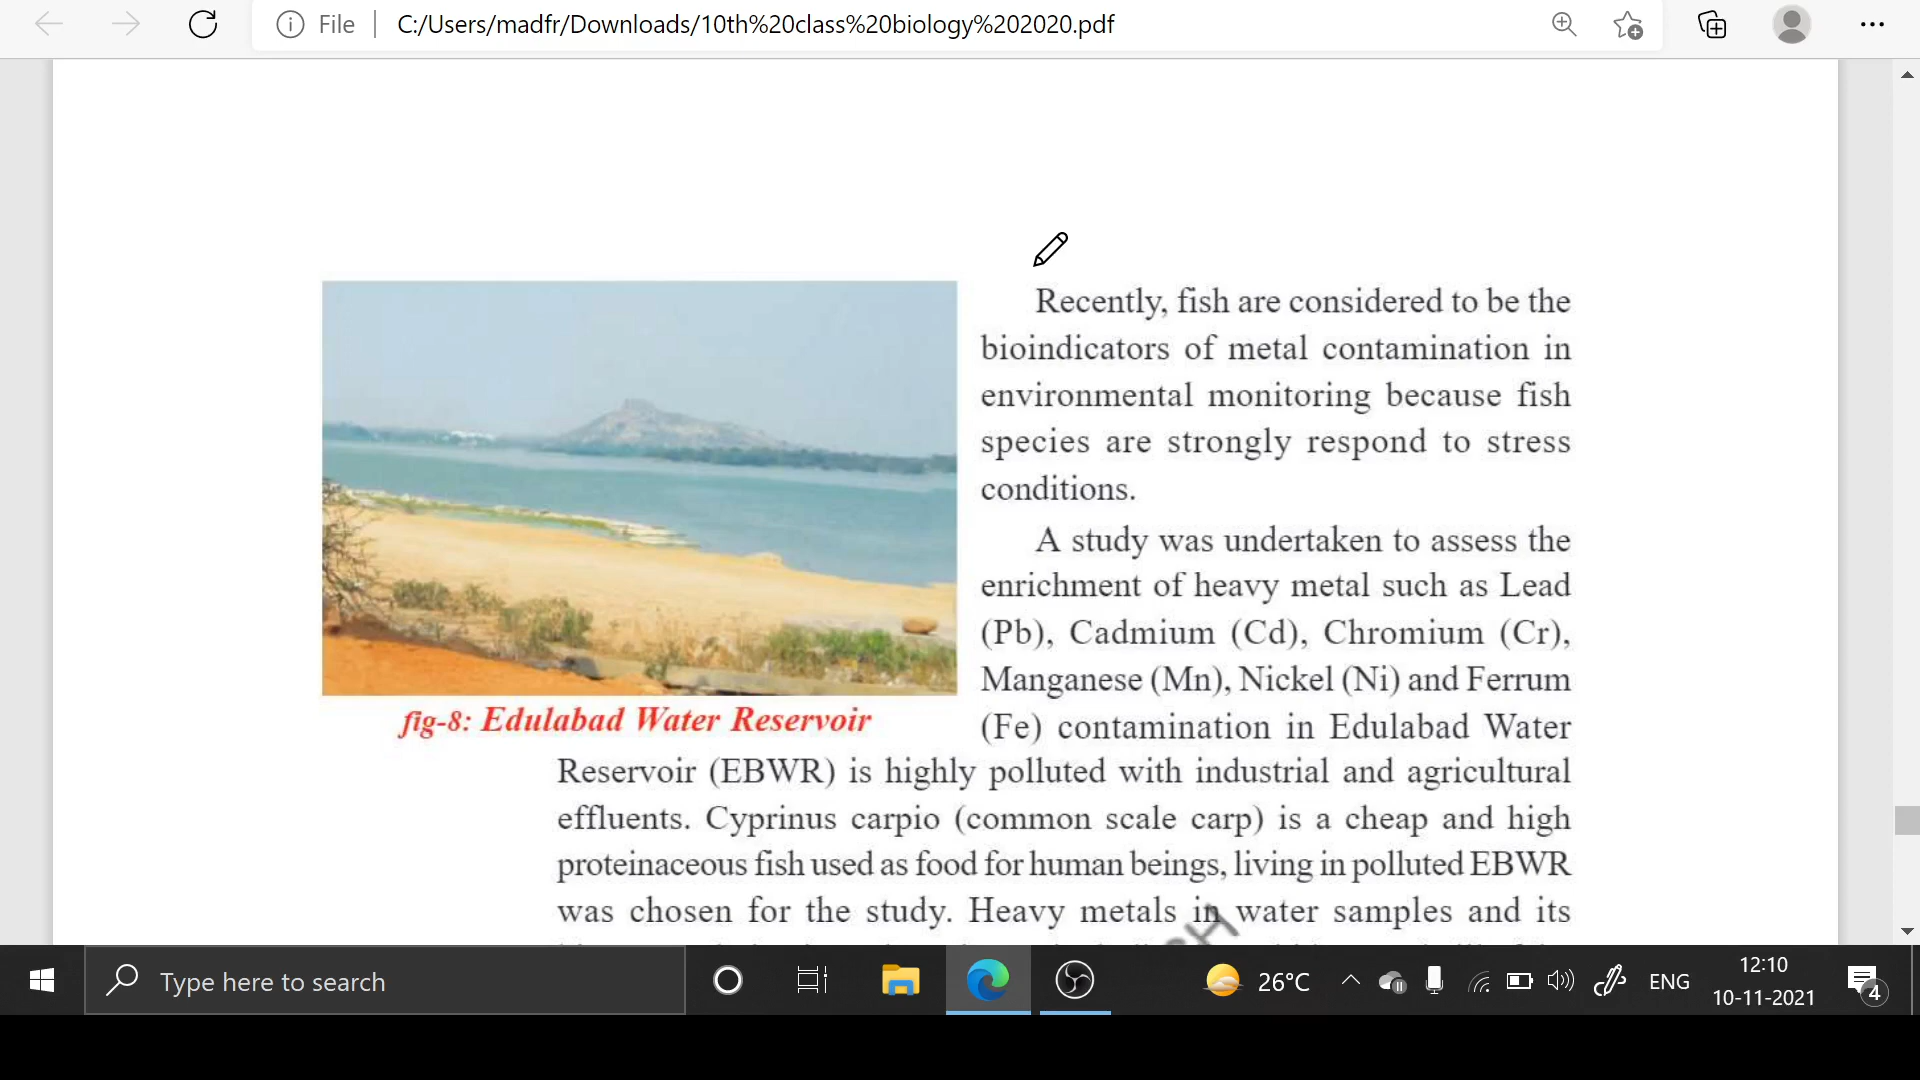 File
C:/Users/madfr/Downloads/10th%20class%20biology%202020.pdf
Recently, fish are considered to be the
bioindicators of metal contamination in
environmental monitoring because fish
species are strongly respond to stress
conditions.
A study was undertaken to assess the
enrichment of heavy metal such as Lead
(Pb), Cadmium (Cd), Chromium (Cr),
Manganese (Mn), Nickel (Ni) and Ferrum
(Fe) contamination in Edulabad Water
fig-8: Edulabad Water Reservoir
Reservoir (EBWR) is highly polluted with industrial and agricultural
effluents. Cyprinus carpio (common scale carp) is a cheap and high
proteinaceous fish used as food for human beings, living in polluted EBWR
was chosen for the study. Heavy metals in water samples and its
Type here to search
26°C
ENG
12:10
10-11-2021
4